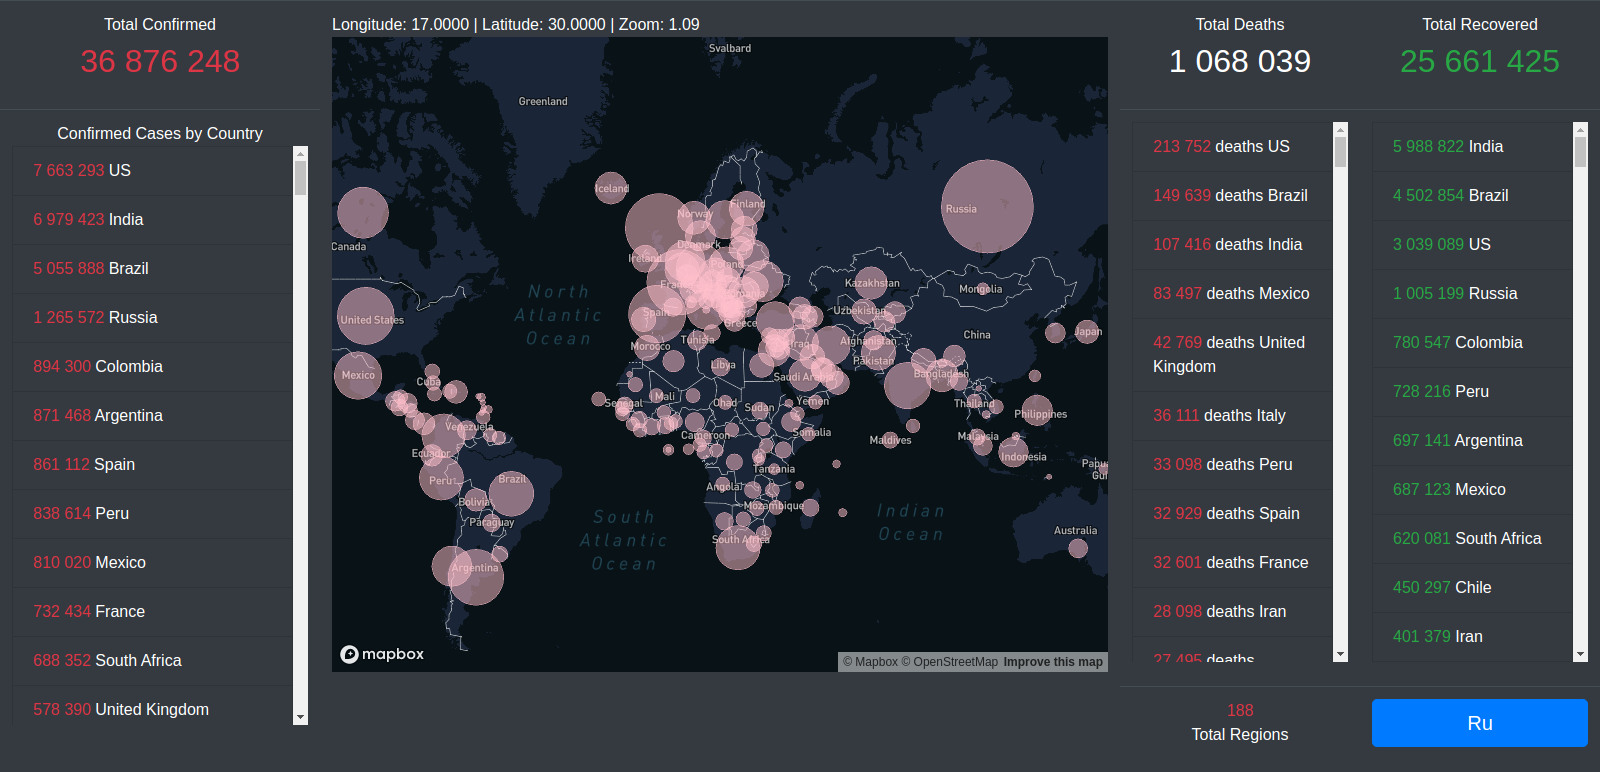 Total Confirmed
36 876 248
Confirmed Cases by Country
7 663 293 US
6 979 423 India
5 055 888 Brazil
1 265 572 Russia
894 300 Colombia
871 468 Argentina
861 112 Spain
838 614 Peru
810 020 Mexico
732 434 France
688 352 South Africa
578 390 United Kingdom
Longitude: 17.0000 | Latitude: 30.0000 | Zoom: 1.09
Svalbard
Greenland
Iceland
Norway
Finland
Russia
Canada
Denmark
Ireland
Poland
France
Kazakhstan
Mongolia
North
Atlantic
Ocean
United States
Spain
Greece
Uzbekistan
China
Japan
Morocco
Tunisia
Iraq
Afghanistan
Pakistan
Libya
Mexico
Cuba
Saudi Arabia
Bangladesh
Senegal
Mali
Chad
Sudan
Yemen
Thailand
Philippines
Venezuela
Cameroon
Somalia
Maldives
Malaysia
Ecuador
Indonesia
Papua
Peru
Brazil
Tanzania
Angola
Bolivia
Mozambique
Paraguay
South
Atlantic
Ocean
Indian
Ocean
South Africa
Australia
Argentina
mapbox
© Mapbox © OpenStreetMap Improve this map
Total Deaths
1 068 039
213 752 deaths US
149 639 deaths Brazil
107 416 deaths India
83 497 deaths Mexico
42 769 deaths United
Kingdom
36 111 deaths Italy
33 098 deaths Peru
32 929 deaths Spain
32 601 deaths France
28 098 deaths Iran
27 495 deaths
188
Total Regions
Total Recovered
25 661 425
5 988 822 India
4 502 854 Brazil
3 039 089 US
1 005 199 Russia
780 547 Colombia
728 216 Peru
697 141 Argentina
687 123 Mexico
620 081 South Africa
450 297 Chile
401 379 Iran
Ru